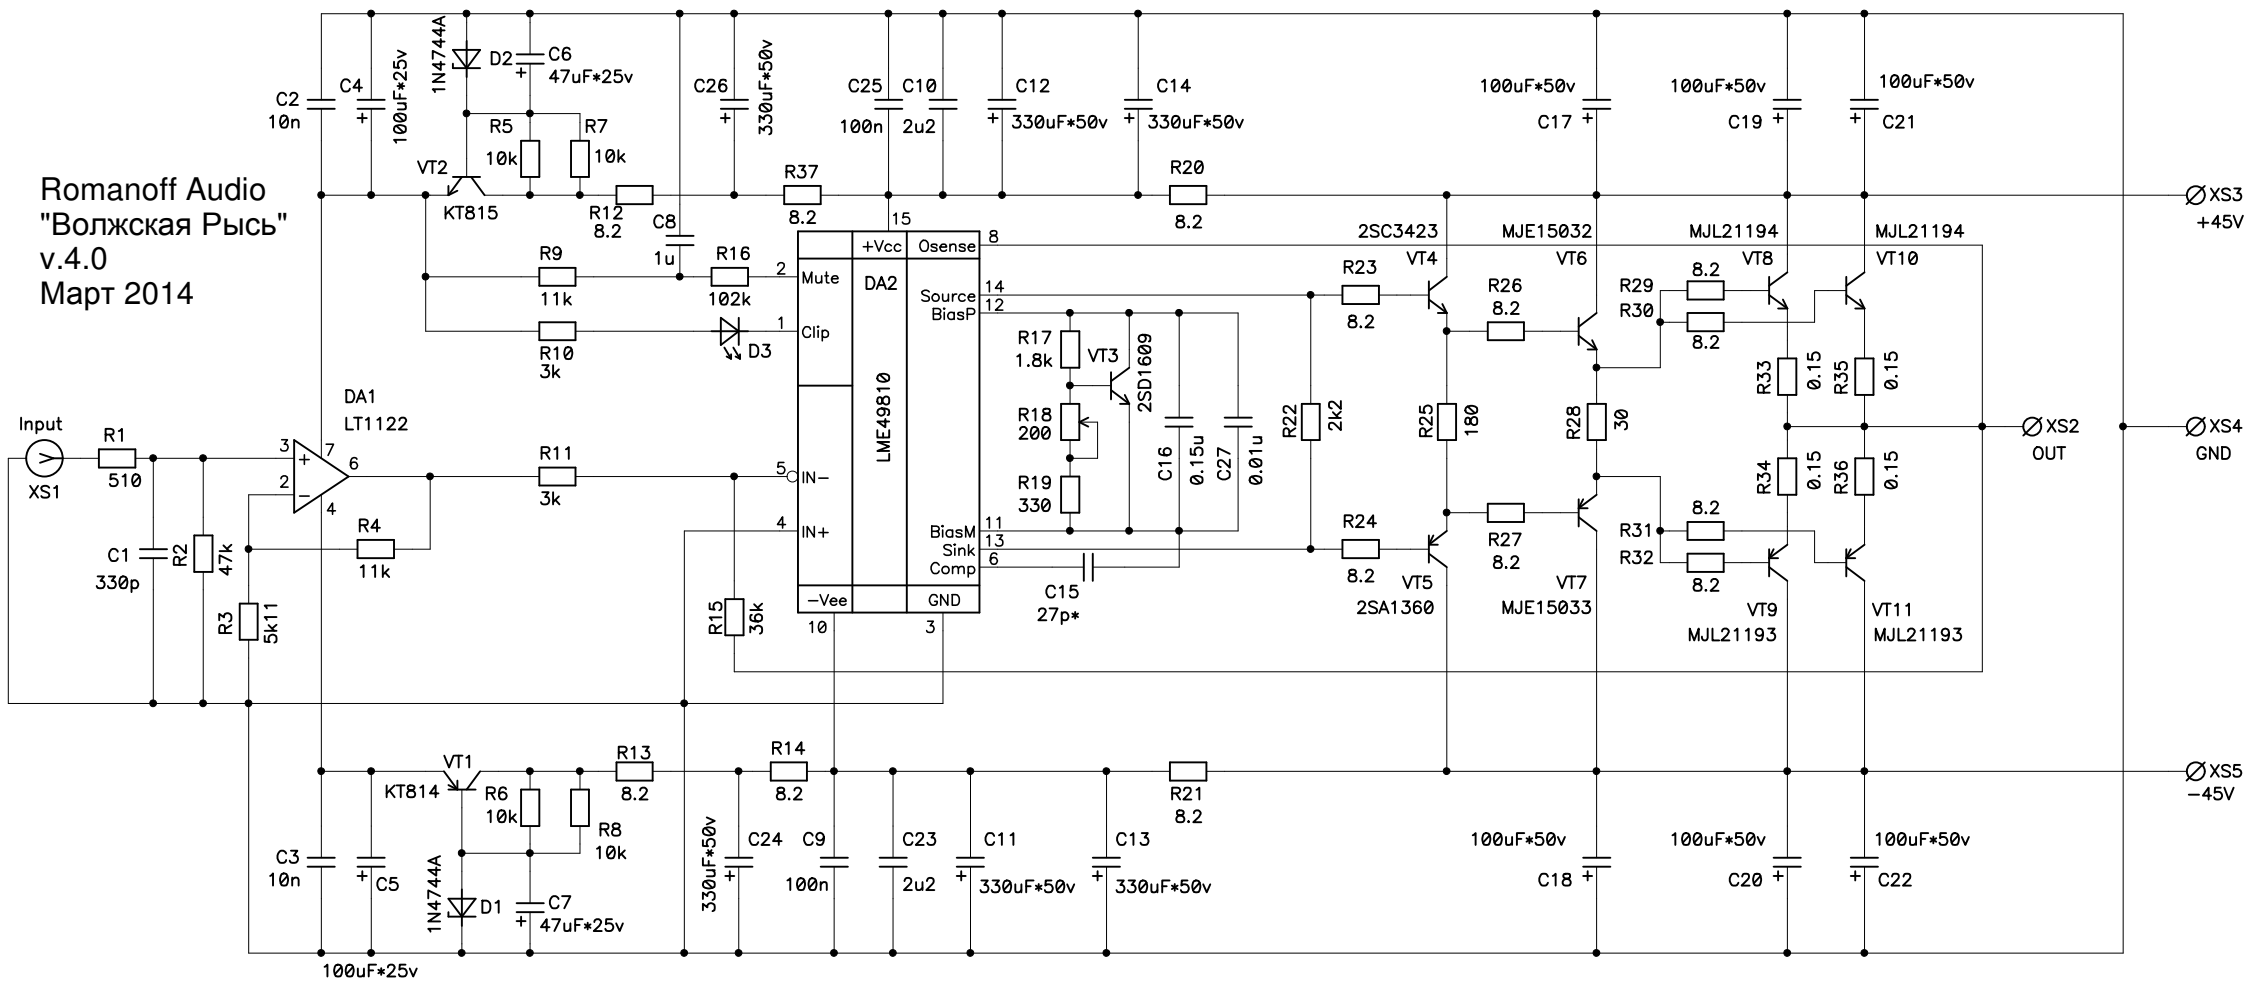 Romanoff Audio
"Волжская Рысь"
v.4.0
Март 2014
C2
10n
C4
100uF*25v
1N4744A
D2
C6
47uF*25v
R5
10k
R7
10k
VT2
KT815
R12
8.2
C26
330uF*50v
R37
8.2
C8
1u
C25
100n
C10
2u2
C12
330uF*50v
C14
330uF*50v
R20
8.2
100uF*50v
C17
100uF*50v
C19
100uF*50v
C21
XS3
+45V
R9
11k
R16
102k
R10
3k
D3
15
+Vcc
Osense
8
2
Mute
DA2
1
Clip
LME49810
Source
14
BiasP
12
5
IN-
4
IN+
BiasM
11
Sink
13
Comp
6
-Vee
GND
10
3
Input
XS1
R1
510
C1
330p
R2
47k
R3
5k11
DA1
LT1122
3
+
2
-
7
6
4
R4
11k
R11
3k
R15
36k
R17
1.8k
VT3
2SD1609
R18
200
R19
330
C16
0.15u
C27
0.01u
C15
27p*
R22
2k2
R23
8.2
R24
8.2
2SC3423
VT4
R25
180
VT5
2SA1360
R26
8.2
R27
8.2
MJE15032
VT6
R28
30
VT7
MJE15033
R29
8.2
R30
8.2
R31
8.2
R32
8.2
MJL21194
VT8
MJL21194
VT10
R33
0.15
R35
0.15
R34
0.15
R36
0.15
VT9
MJL21193
VT11
MJL21193
XS2
OUT
XS4
GND
XS5
-45V
VT1
KT814
R6
10k
R8
10k
R13
8.2
R14
8.2
R21
8.2
C3
10n
C5
100uF*25v
1N4744A
D1
C7
47uF*25v
330uF*50v
C24
C9
100n
C23
2u2
C11
330uF*50v
C13
330uF*50v
100uF*50v
C18
100uF*50v
C20
100uF*50v
C22